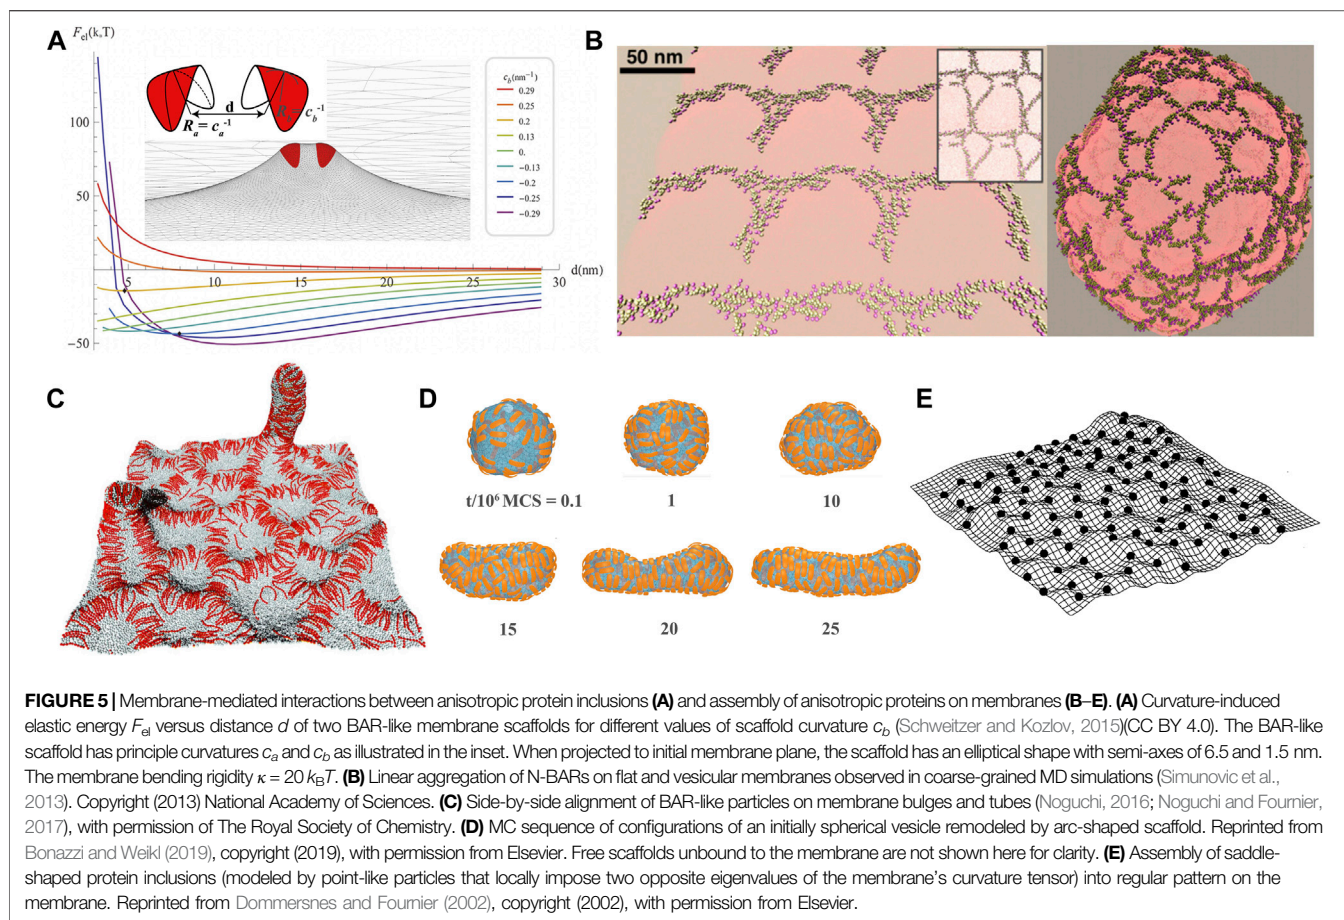 A
F_el(k_*T)
100
50
-50
5
10
15
20
25
30
d(nm)
c_b(nm⁻¹)
0.29
0.25
0.2
0.13
0.
-0.13
-0.2
-0.25
-0.29
d
R_a = c_a⁻¹
c_b⁻¹
B
50 nm
C
D
t/10⁶ MCS = 0.1
1
10
15
20
25
E
FIGURE 5 | Membrane-mediated interactions between anisotropic protein inclusions (A) and assembly of anisotropic proteins on membranes (B–E). (A) Curvature-induced
elastic energy F_el versus distance d of two BAR-like membrane scaffolds for different values of scaffold curvature c_b (Schweitzer and Kozlov, 2015)(CC BY 4.0). The BAR-like
scaffold has principle curvatures c_a and c_b as illustrated in the inset. When projected to initial membrane plane, the scaffold has an elliptical shape with semi-axes of 6.5 and 1.5 nm.
The membrane bending rigidity κ = 20 k_BT. (B) Linear aggregation of N-BARs on flat and vesicular membranes observed in coarse-grained MD simulations (Simunovic et al.,
2013). Copyright (2013) National Academy of Sciences. (C) Side-by-side alignment of BAR-like particles on membrane bulges and tubes (Noguchi, 2016; Noguchi and Fournier,
2017), with permission of The Royal Society of Chemistry. (D) MC sequence of configurations of an initially spherical vesicle remodeled by arc-shaped scaffold. Reprinted from
Bonazzi and Weikl (2019), copyright (2019), with permission from Elsevier. Free scaffolds unbound to the membrane are not shown here for clarity. (E) Assembly of saddle-
shaped protein inclusions (modeled by point-like particles that locally impose two opposite eigenvalues of the membrane's curvature tensor) into regular pattern on the
membrane. Reprinted from Dommersnes and Fournier (2002), copyright (2002), with permission from Elsevier.